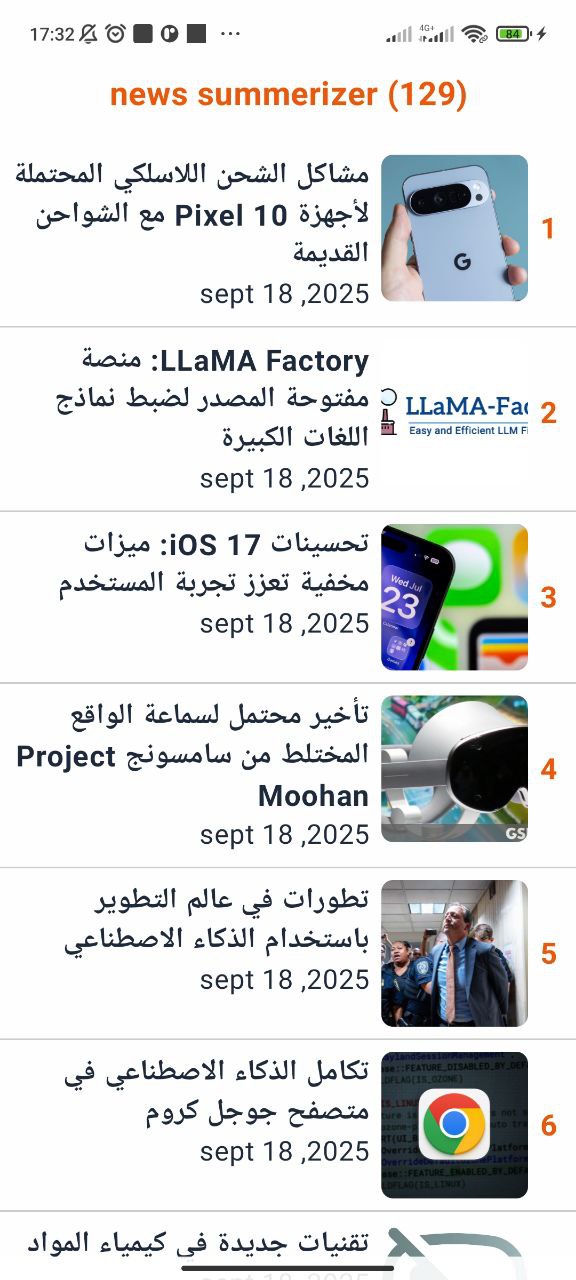 17:32
4G+
84
news summerizer (129)
مشاكل الشحن اللاسلكي المحتملة
لأجهزة Pixel 10 مع الشواحن
القديمة
sept 18 ,2025
G
1
LLaMA Factory: منصة
مفتوحة المصدر لضبط نماذج
اللغات الكبيرة
sept 18 ,2025
LLaMA-Fac
Easy and Efficient LLM F
2
تحسينات iOS 17: ميزات
مخفية تعزز تجربة المستخدم
sept 18 ,2025
Wed Jul
23
3
تأخير محتمل لسماعة الواقع
المختلط من سامسونج Project
Moohan
sept 18 ,2025
GS
4
تطورات في عالم التطوير
باستخدام الذكاء الاصطناعي
sept 18 ,2025
5
تكامل الذكاء الاصطناعي في
متصفح جوجل كروم
sept 18 ,2025
6
تقنيات جديدة في كيمياء المواد